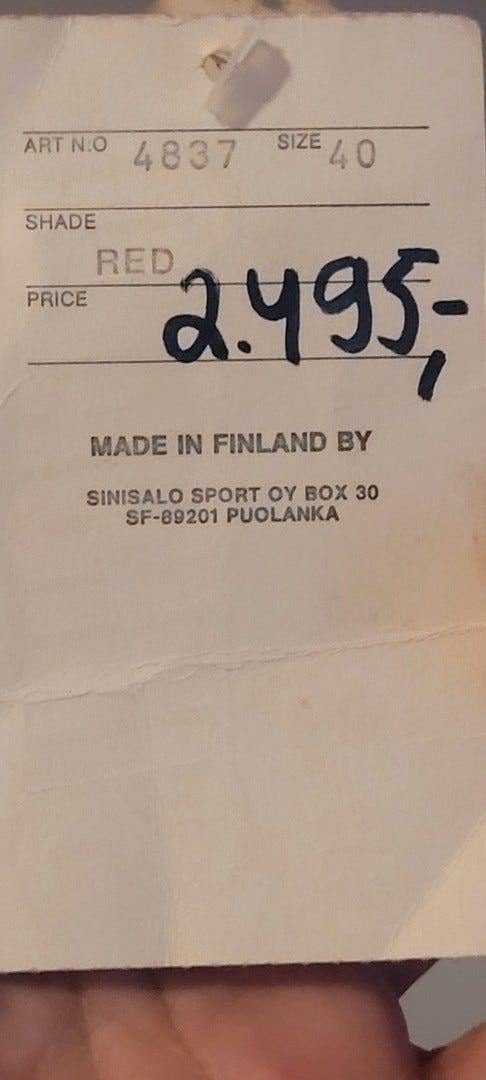 ART N:O 4837 SIZE 40
SHADE
RED
PRICE 2.495,-
MADE IN FINLAND BY
SINISALO SPORT OY BOX 30
SF-89201 PUOLANKA